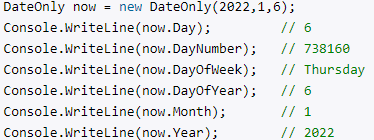 DateOnly now = new DateOnly(2022,1,6);
Console.WriteLine(now.Day);          // 6
Console.WriteLine(now.DayNumber);    // 738160
Console.WriteLine(now.DayOfWeek);    // Thursday
Console.WriteLine(now.DayOfYear);    // 6
Console.WriteLine(now.Month);        // 1
Console.WriteLine(now.Year);         // 2022